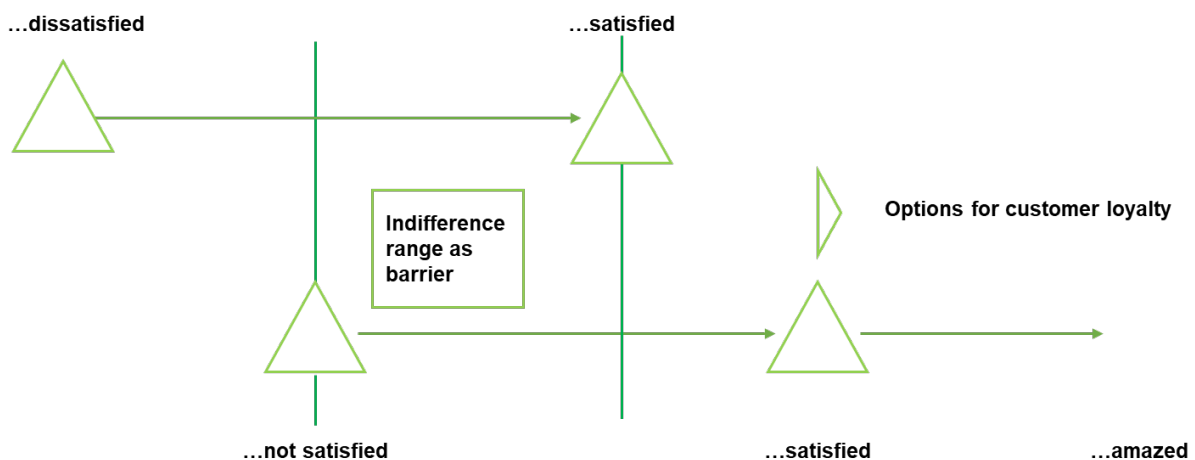 …dissatisfied
…satisfied
Indifference
range as
barrier
Options for customer loyalty
…not satisfied
…satisfied
…amazed